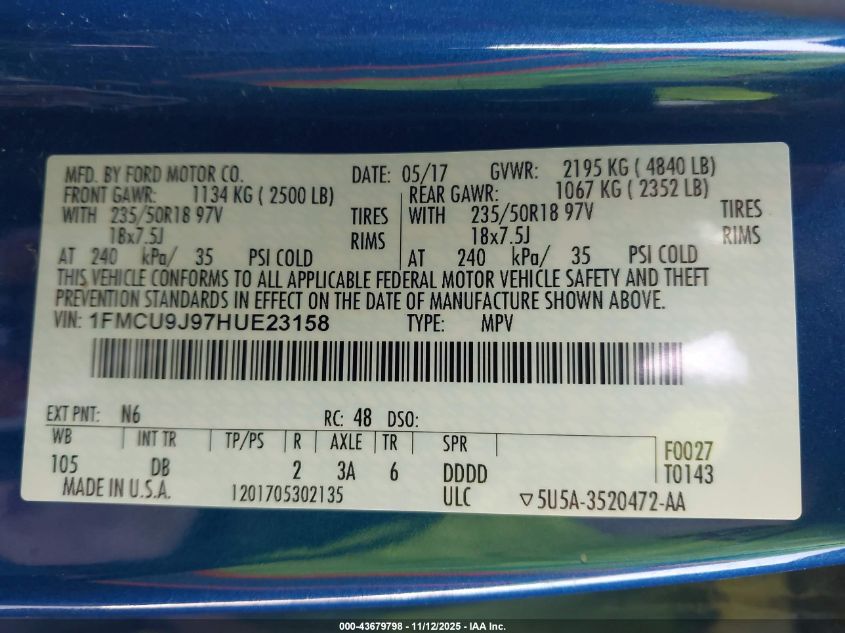 MFD. BY FORD MOTOR CO. DATE: 05/17 GVWR: 2195 KG ( 4840 LB)
FRONT GAWR: 1134 KG ( 2500 LB) REAR GAWR: 1067 KG ( 2352 LB)
WITH 235/50R18 97V TIRES WITH 235/50R18 97V TIRES
18x7.5J RIMS 18x7.5J RIMS
AT 240 kPa/ 35 PSI COLD AT 240 kPa/ 35 PSI COLD
THIS VEHICLE CONFORMS TO ALL APPLICABLE FEDERAL MOTOR VEHICLE SAFETY AND THEFT
PREVENTION STANDARDS IN EFFECT ON THE DATE OF MANUFACTURE SHOWN ABOVE.
VIN: 1FMCU9J97HUE23158 TYPE: MPV
EXT PNT: N6 RC: 48 DSO:
WB INT TR TP/PS R AXLE TR SPR F0027
105 DB 2 3A 6 DDDD T0143
MADE IN U.S.A. 1201705302135 ULC ▽5U5A-3520472-AA
000-43679798 - 11/12/2025 - IAA Inc.